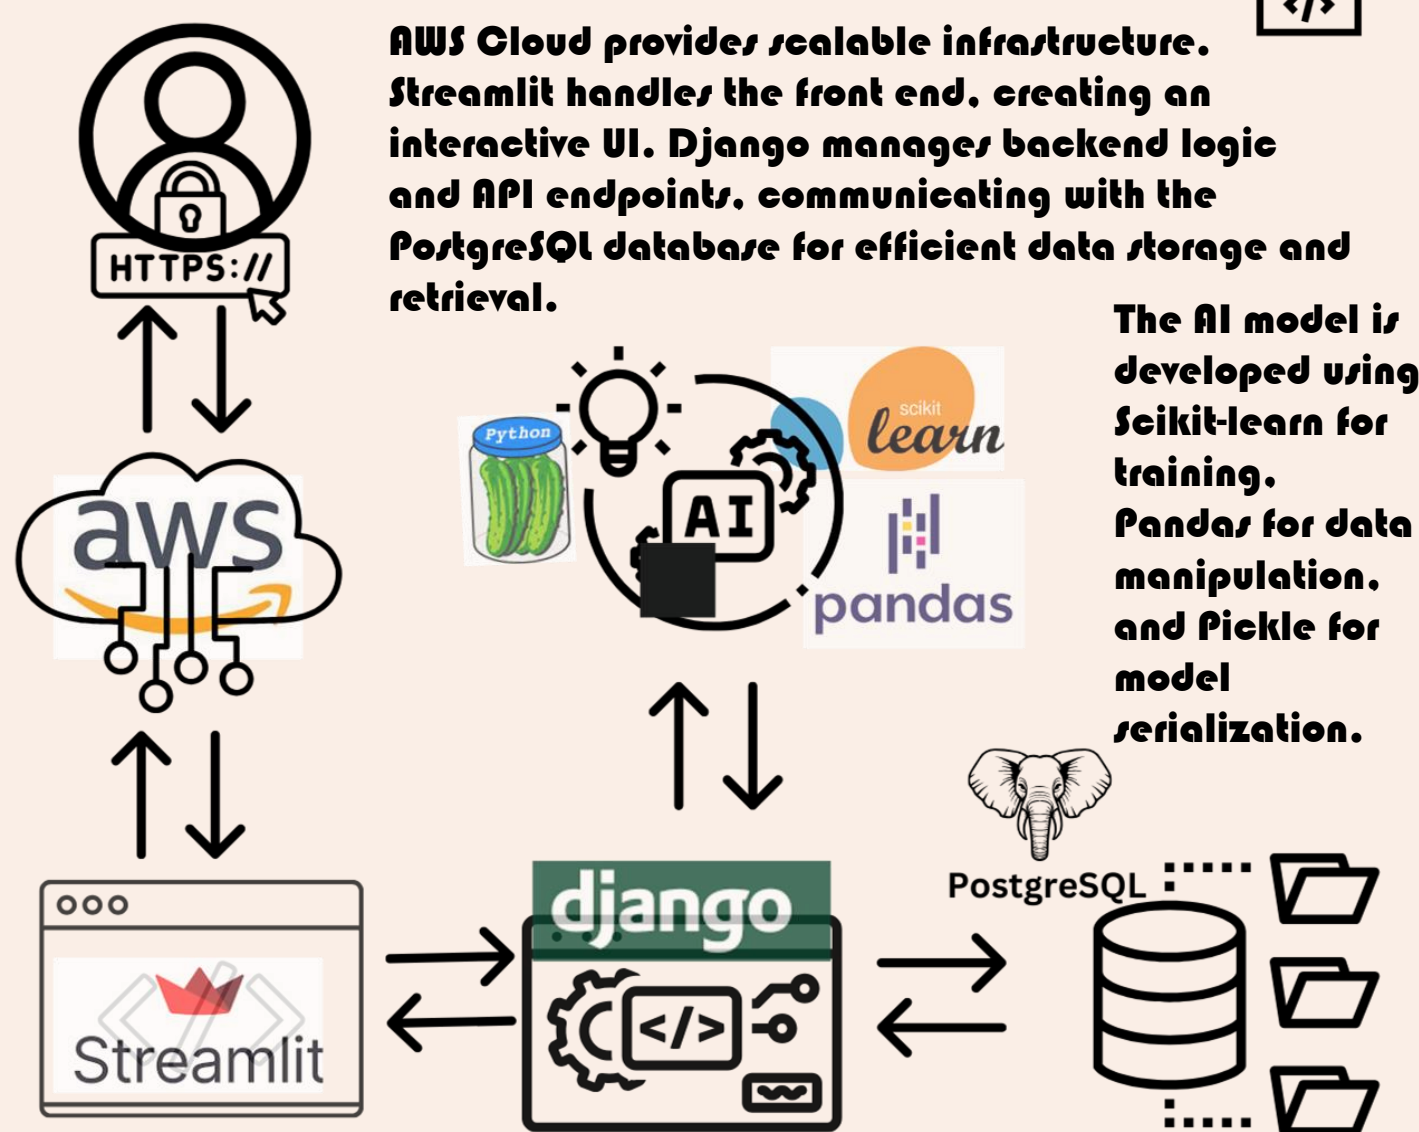 </>
AWS Cloud provides scalable infrastructure.
Streamlit handles the front end, creating an
interactive UI. Django manages backend logic
and API endpoints, communicating with the
PostgreSQL database for efficient data storage and
retrieval.
HTTPS://
The AI model is
developed using
Scikit-learn for
training,
Pandas for data
manipulation,
and Pickle for
model
serialization.
Python
scikit
learn
AI
pandas
aws
PostgreSQL
django
</>
Streamlit